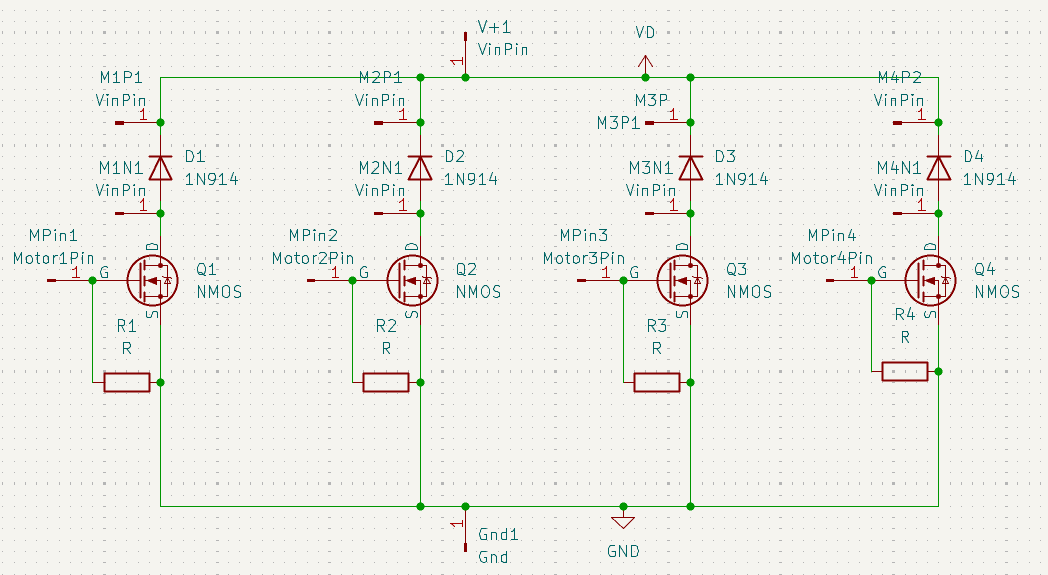 V+1
VinPin
1
VD
M1P1
VinPin
1
M2P1
VinPin
1
M3P
M3P1
1
M4P2
VinPin
1
D1
1N914
M1N1
VinPin
1
D2
1N914
M2N1
VinPin
1
D3
1N914
M3N1
VinPin
1
D4
1N914
M4N1
VinPin
1
MPin1
Motor1Pin
1
G
D
S
Q1
NMOS
MPin2
Motor2Pin
1
G
D
S
Q2
NMOS
MPin3
Motor3Pin
1
G
D
S
Q3
NMOS
MPin4
Motor4Pin
1
G
D
S
Q4
NMOS
R1
R
R2
R
R3
R
R4
R
1
Gnd1
Gnd
GND